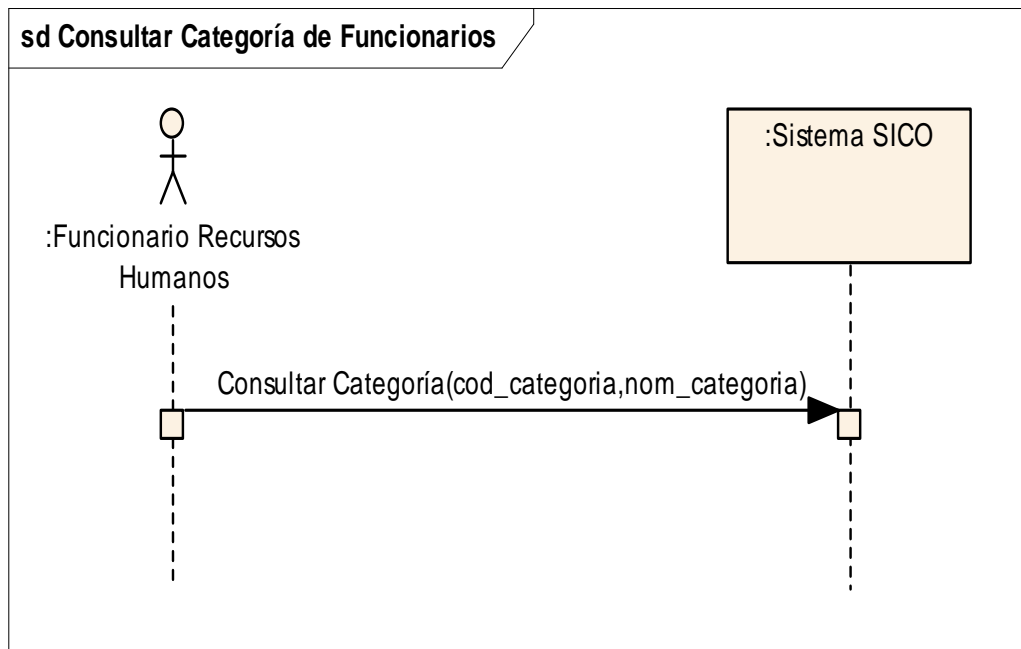 sd Consultar Categoría de Funcionarios
:Funcionario Recursos
Humanos
:Sistema SICO
Consultar Categoría(cod_categoria,nom_categoria)